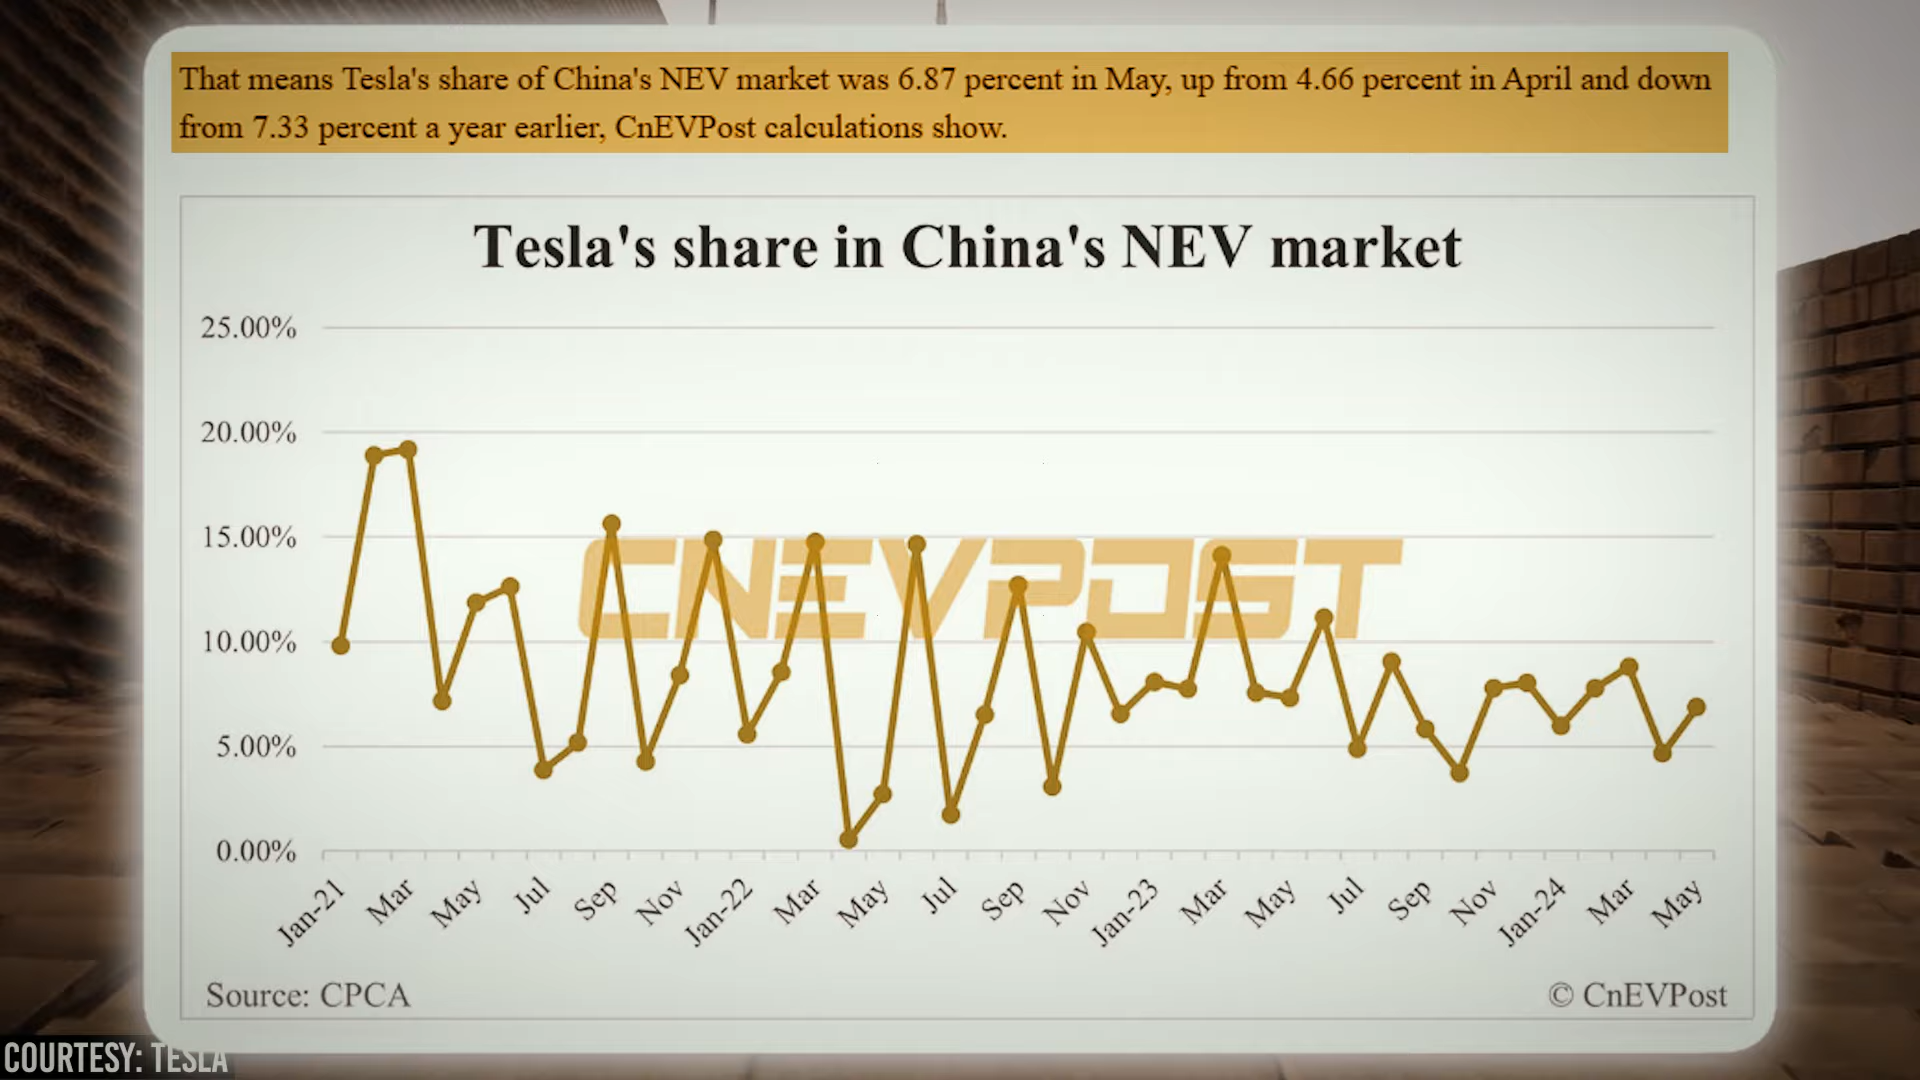 That means Tesla's share of China's NEV market was 6.87 percent in May, up from 4.66 percent in April and down
from 7.33 percent a year earlier, CnEVPost calculations show.
Tesla's share in China's NEV market
25.00%
20.00%
15.00%
10.00%
5.00%
0.00%
CNEVPOST
Jan-21 Mar May Jul Sep Nov Jan-22 Mar May Jul Sep Nov Jan-23 Mar May Jul Sep Nov Jan-24 Mar May
Source: CPCA
© CnEVPost
COURTESY: TESLA